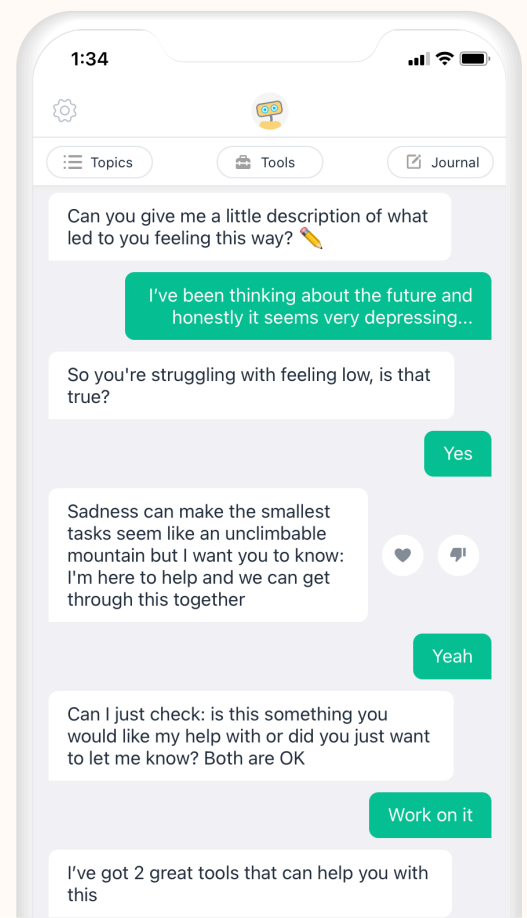 1:34
Topics
Tools
Journal
Can you give me a little description of what
led to you feeling this way? ✏️
I’ve been thinking about the future and
honestly it seems very depressing...
So you're struggling with feeling low, is that
true?
Yes
Sadness can make the smallest
tasks seem like an unclimbable
mountain but I want you to know:
I'm here to help and we can get
through this together
Yeah
Can I just check: is this something you
would like my help with or did you just want
to let me know? Both are OK
Work on it
I’ve got 2 great tools that can help you with
this